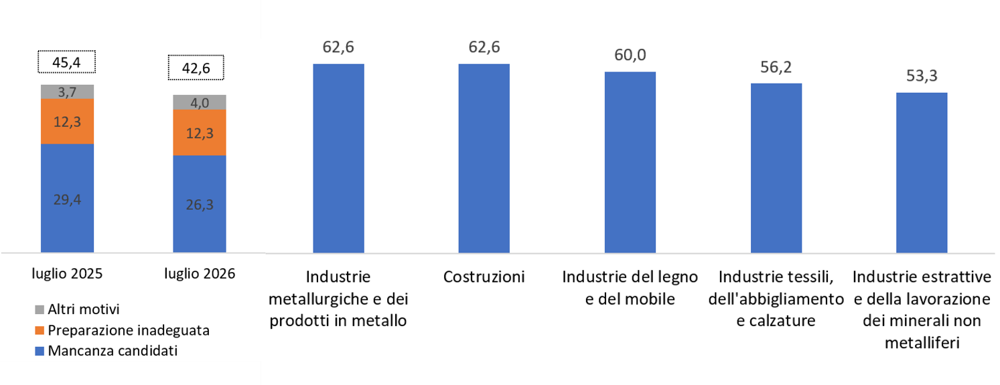 45,4
3,7
12,3
29,4
luglio 2025
42,6
4,0
12,3
26,3
luglio 2026
Altri motivi
Preparazione inadeguata
Mancanza candidati
62,6
Industrie
metallurgiche e dei
prodotti in metallo
62,6
Costruzioni
60,0
Industrie del legno
e del mobile
56,2
Industrie tessili,
dell'abbigliamento
e calzature
53,3
Industrie estrattive
e della lavorazione
dei minerali non
metalliferi